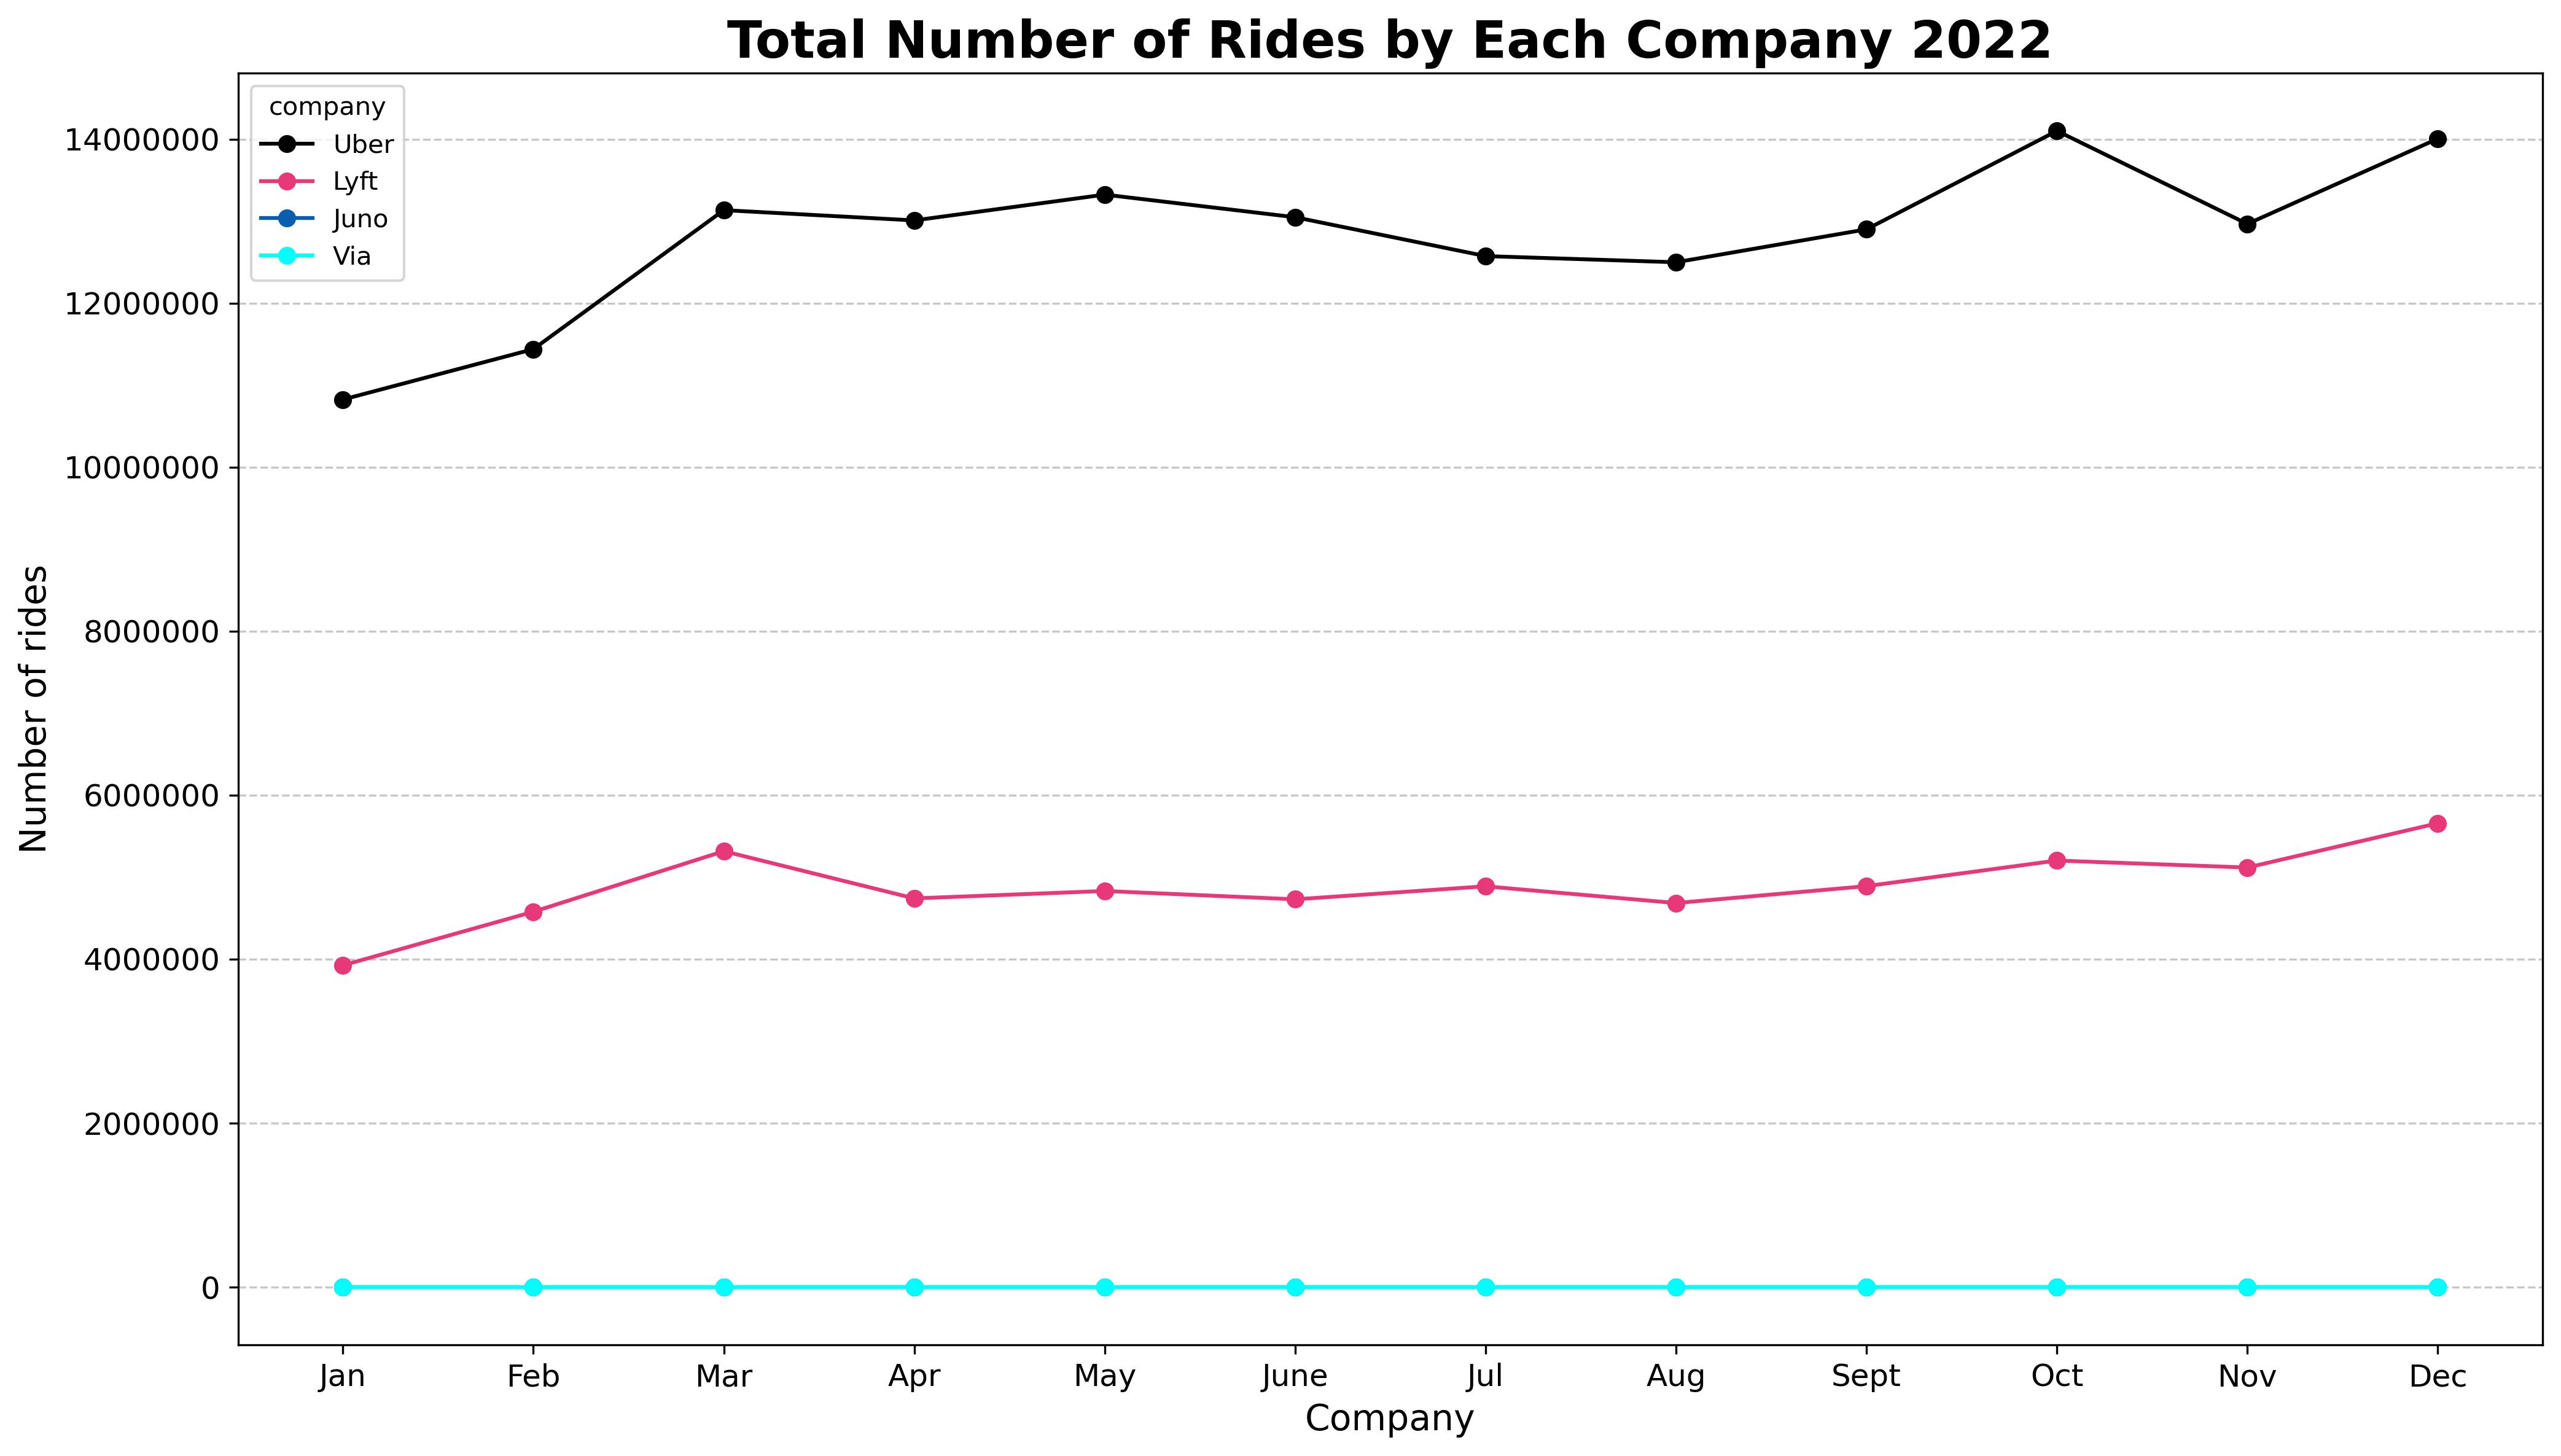 Total Number of Rides by Each Company 2022
company
Uber
Lyft
Juno
Via
14000000
12000000
10000000
8000000
6000000
4000000
2000000
0
Number of rides
Jan Feb Mar Apr May June Jul Aug Sept Oct Nov Dec
Company